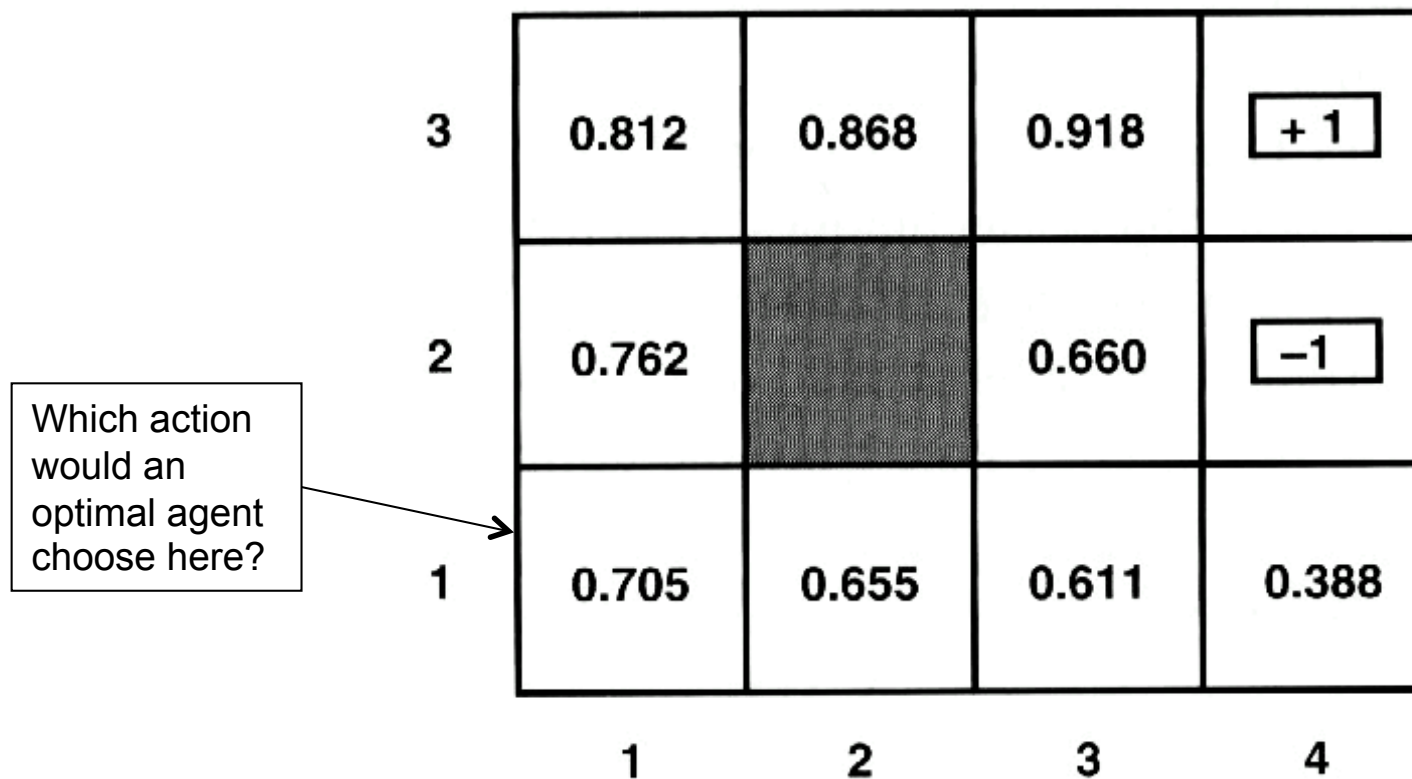 3 0.812 0.868 0.918 + 1
2 0.762 0.660 –1
Which action
would an
optimal agent
choose here?
1 0.705 0.655 0.611 0.388
1 2 3 4